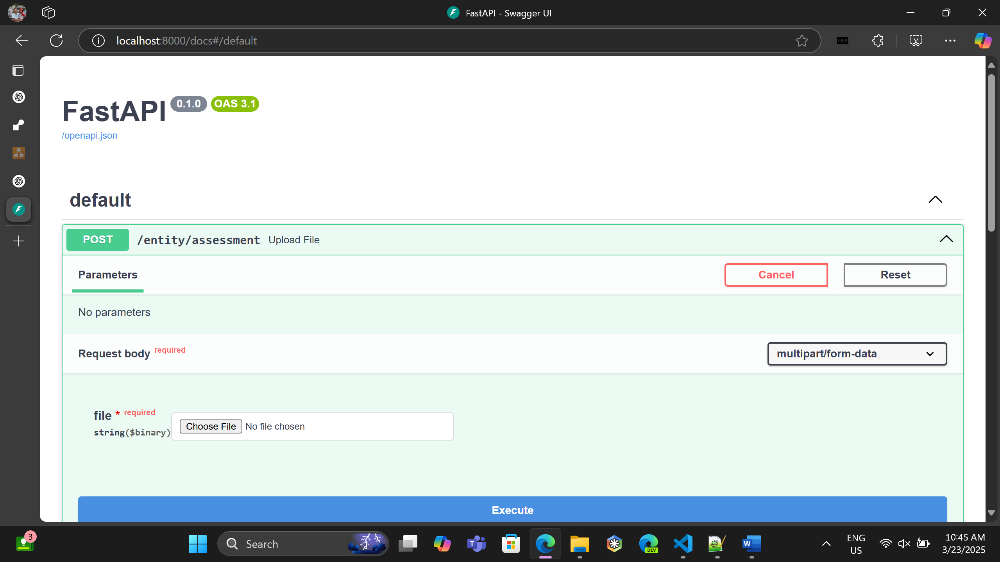 FastAPI - Swagger UI
localhost:8000/docs#/default
FastAPI 0.1.0 OAS 3.1
/openapi.json
default
POST /entity/assessment Upload File
Parameters
Cancel
Reset
No parameters
Request body required
multipart/form-data
file * required
string($binary)
Choose File No file chosen
Execute
3
Search
T
DEV
W
ENG
US
10:45 AM
3/23/2025